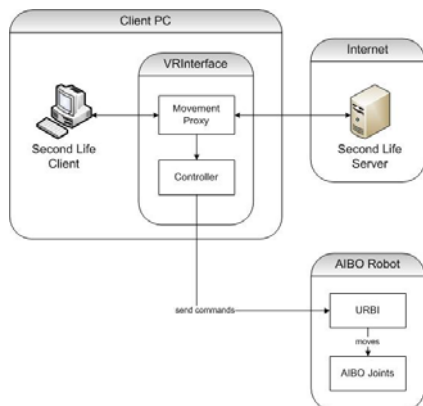 Client PC
Internet
VRInterface
Movement
Proxy
Second Life
Client
Second Life
Server
Controller
AIBO Robot
send commands
URBI
moves
AIBO Joints